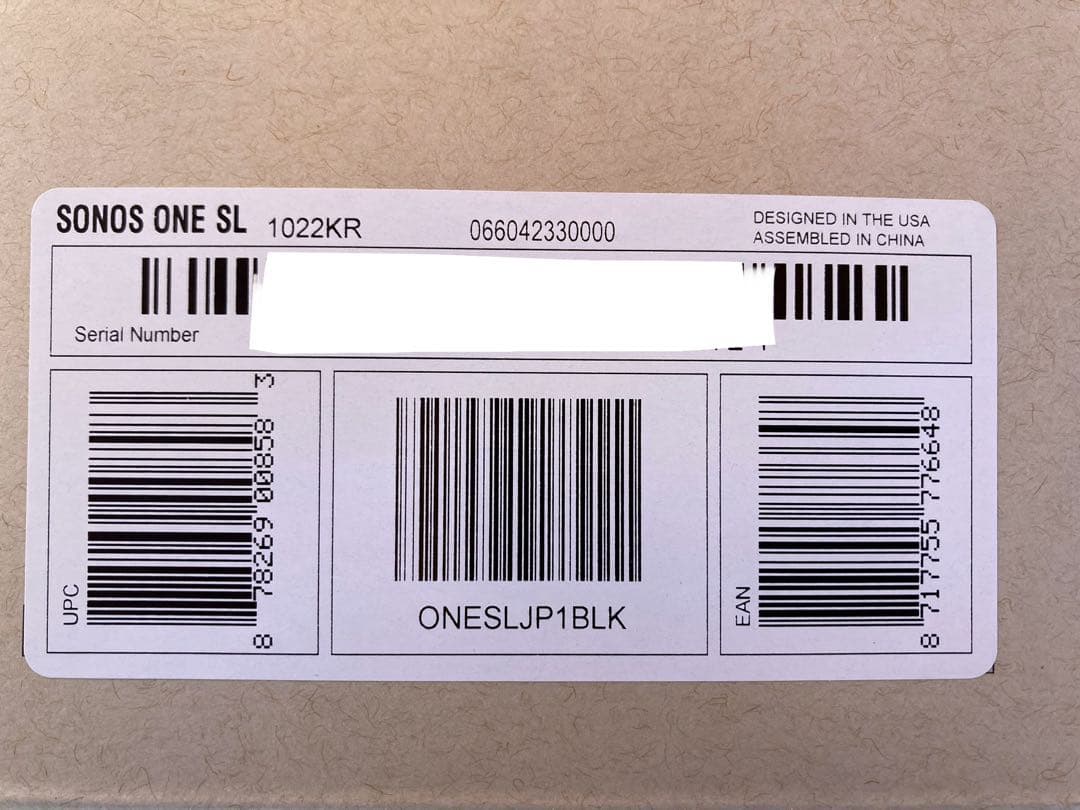 SONOS ONE SL 1022KR 066042330000 DESIGNED IN THE USA
ASSEMBLED IN CHINA
Serial Number
UPC
8 78269 00858 3
ONESLJP1BLK
EAN
8 717755 776648